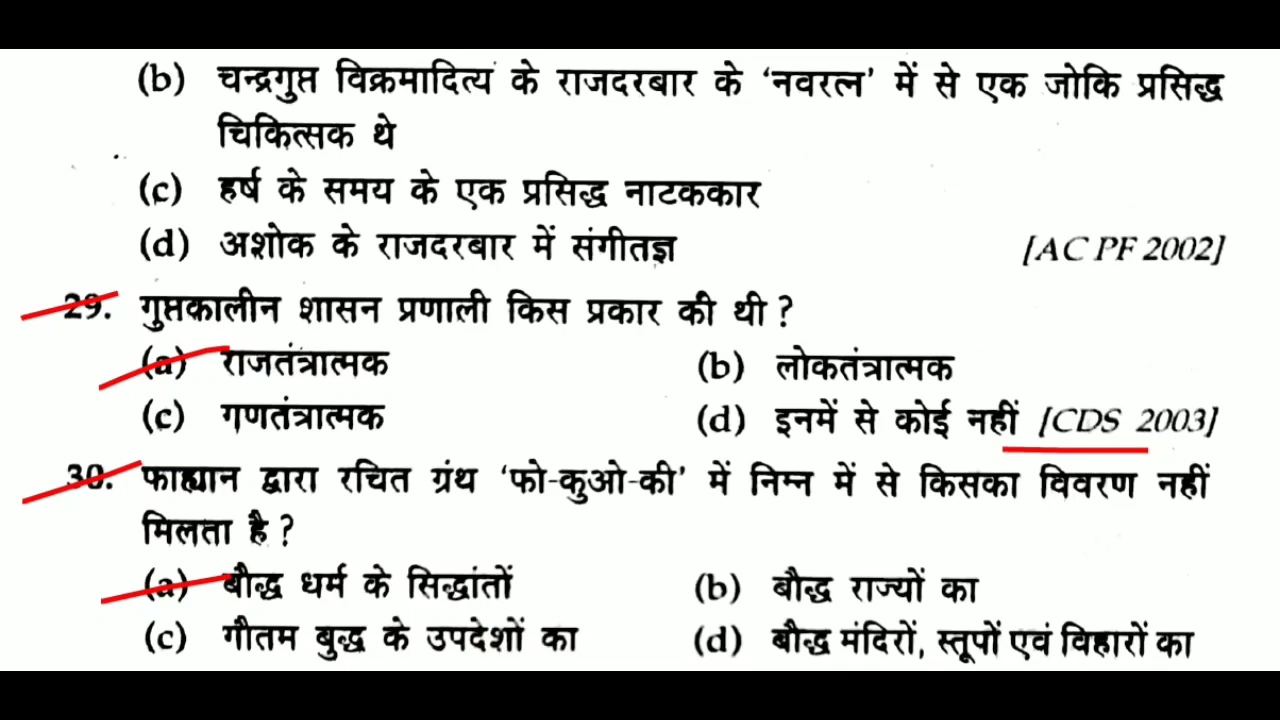 (b) चन्द्रगुप्त विक्रमादित्य के राजदरबार के ‘नवरत्न’ में से एक जोकि प्रसिद्ध
चिकित्सक थे
(c) हर्ष के समय के एक प्रसिद्ध नाटककार
(d) अशोक के राजदरबार में संगीतज्ञ [AC PF 2002]
29. गुप्तकालीन शासन प्रणाली किस प्रकार की थी ?
(a) राजतंत्रात्मक (b) लोकतंत्रात्मक
(c) गणतंत्रात्मक (d) इनमें से कोई नहीं [CDS 2003]
30. फाह्यान द्वारा रचित ग्रंथ ‘फो-कुओ-की’ में निम्न में से किसका विवरण नहीं
मिलता है ?
(a) बौद्ध धर्म के सिद्धांतों (b) बौद्ध राज्यों का
(c) गौतम बुद्ध के उपदेशों का (d) बौद्ध मंदिरों, स्तूपों एवं विहारों का